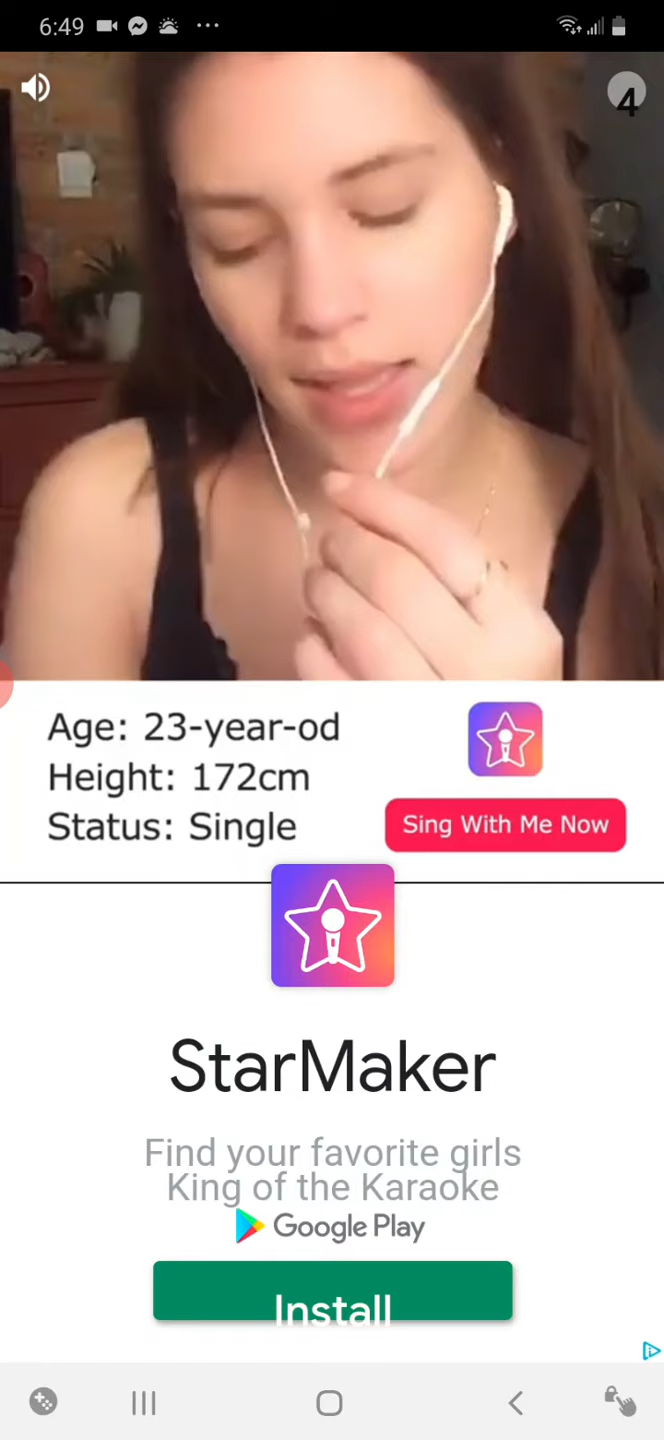 6:49
4
Age: 23-year-od
Height: 172cm
Status: Single
Sing With Me Now
StarMaker
Find your favorite girls
King of the Karaoke
Google Play
Install